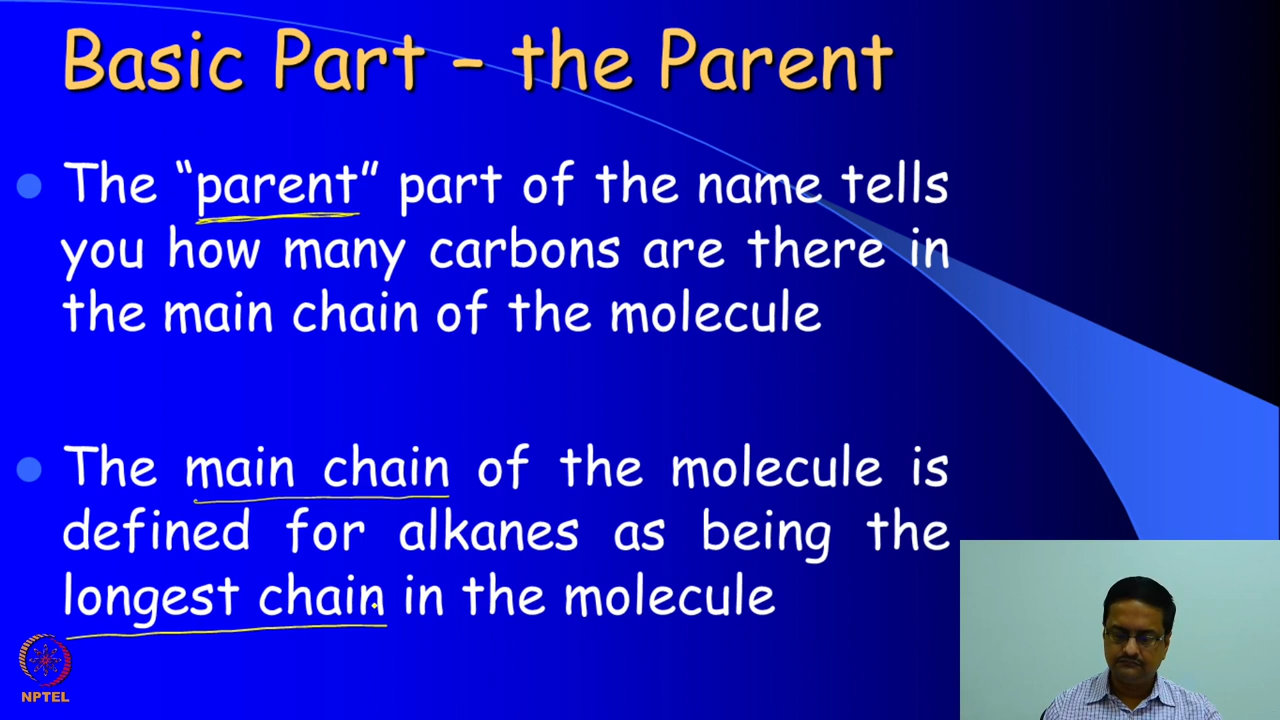 Basic Part – the Parent
The “parent” part of the name tells
you how many carbons are there in
the main chain of the molecule
The main chain of the molecule is
defined for alkanes as being the
longest chain in the molecule
NPTEL